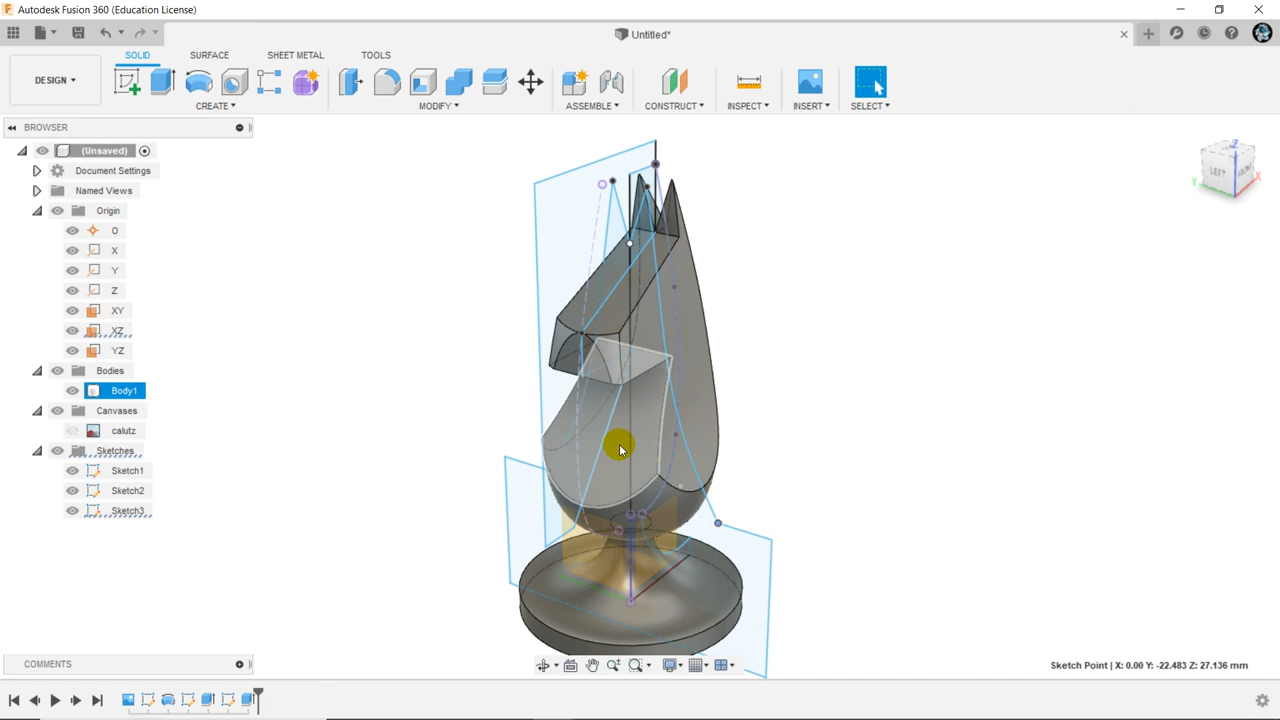 Autodesk Fusion 360 (Education License)
Untitled*
SOLID SURFACE SHEET METAL TOOLS
DESIGN
CREATE MODIFY ASSEMBLE CONSTRUCT INSPECT INSERT SELECT
BROWSER
(Unsaved)
Document Settings
Named Views
Origin
O
X
Y
Z
XY
XZ
YZ
Bodies
Body1
Canvases
calutz
Sketches
Sketch1
Sketch2
Sketch3
Z
LEFT FRONT
Y X
COMMENTS
Sketch Point | X: 0.00 Y: -22.483 Z: 27.136 mm